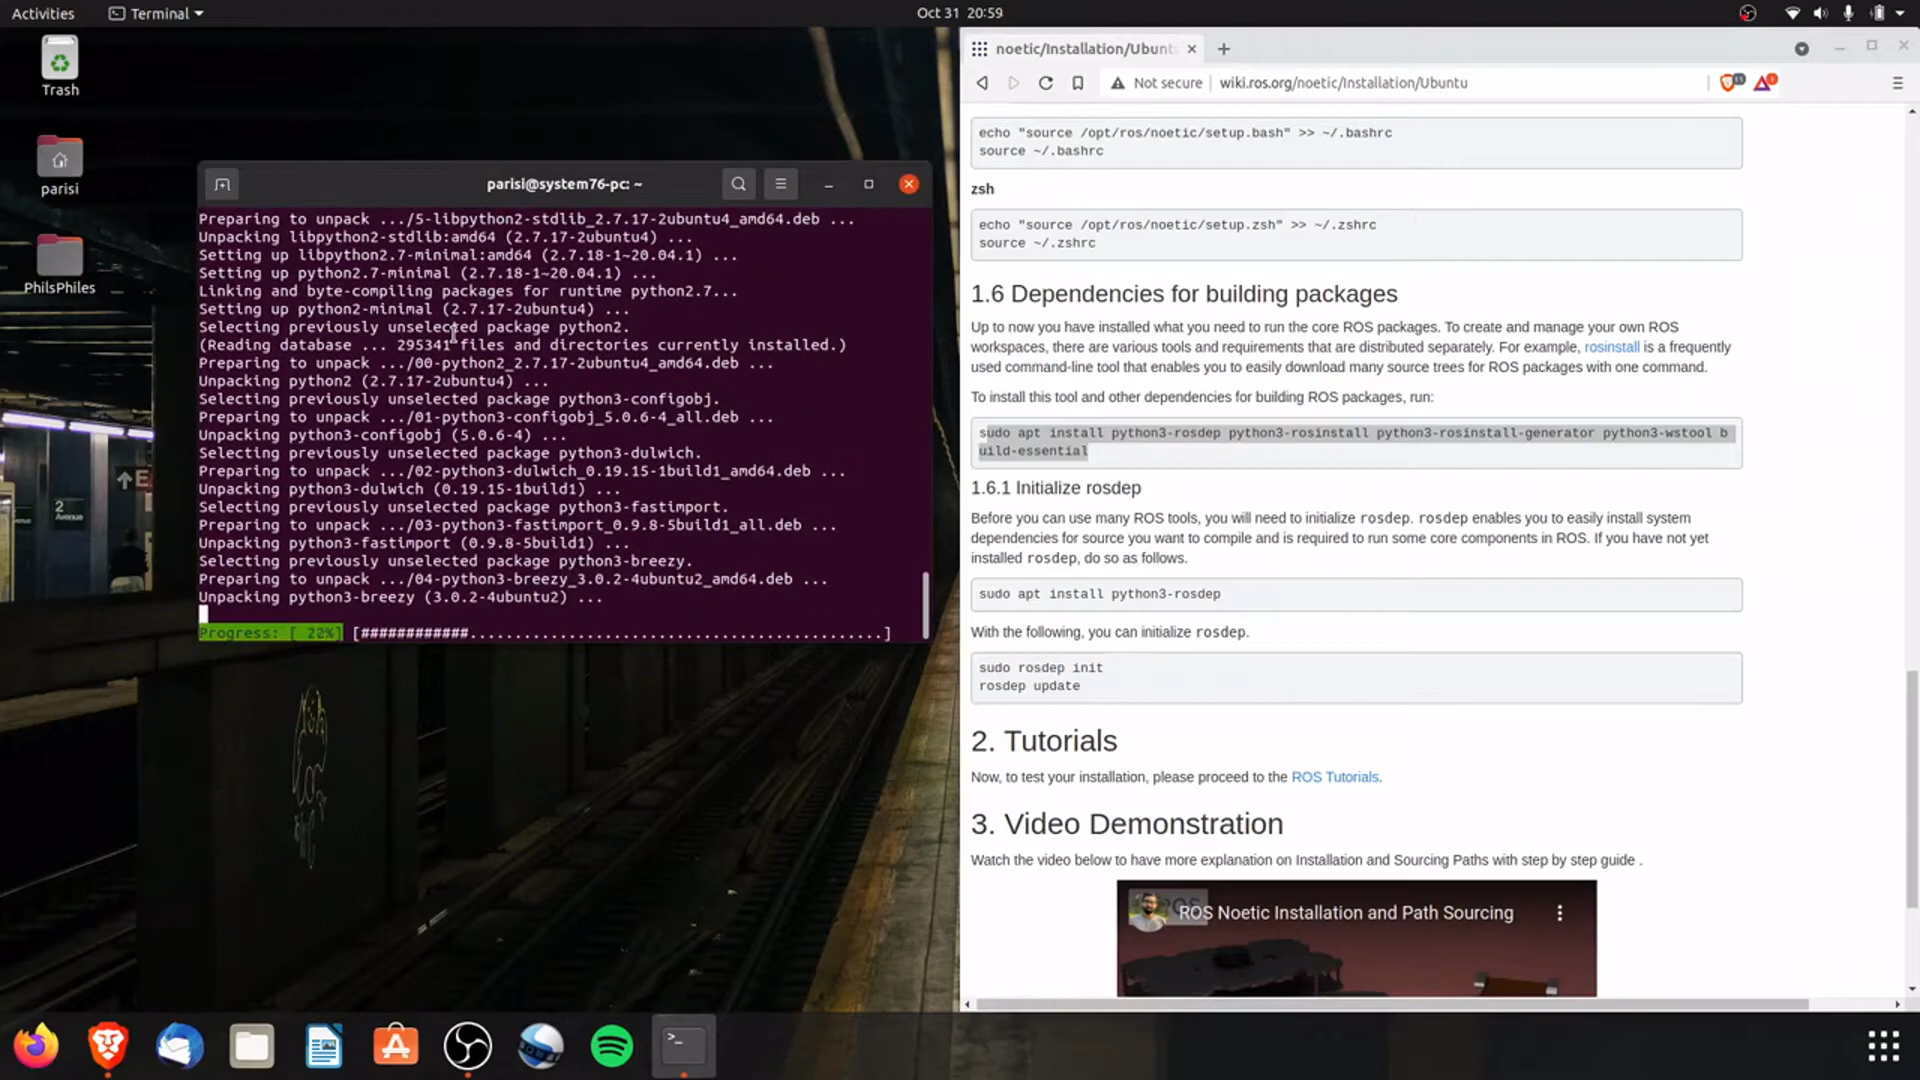 Activities
Terminal
Oct 31 20:59
Trash
parisi
PhilsPhiles
parisi@system76-pc: ~
Preparing to unpack .../5-libpython2-stdlib_2.7.17-2ubuntu4_amd64.deb ...
Unpacking libpython2-stdlib:amd64 (2.7.17-2ubuntu4) ...
Setting up libpython2.7-minimal:amd64 (2.7.18-1~20.04.1) ...
Setting up python2.7-minimal (2.7.18-1~20.04.1) ...
Linking and byte-compiling packages for runtime python2.7...
Setting up python2-minimal (2.7.17-2ubuntu4) ...
Selecting previously unselected package python2.
(Reading database ... 295341 files and directories currently installed.)
Preparing to unpack .../00-python2_2.7.17-2ubuntu4_amd64.deb ...
Unpacking python2 (2.7.17-2ubuntu4) ...
Selecting previously unselected package python3-configobj.
Preparing to unpack .../01-python3-configobj_5.0.6-4_all.deb ...
Unpacking python3-configobj (5.0.6-4) ...
Selecting previously unselected package python3-dulwich.
Preparing to unpack .../02-python3-dulwich_0.19.15-1build1_amd64.deb ...
Unpacking python3-dulwich (0.19.15-1build1) ...
Selecting previously unselected package python3-fastimport.
Preparing to unpack .../03-python3-fastimport_0.9.8-5build1_all.deb ...
Unpacking python3-fastimport (0.9.8-5build1) ...
Selecting previously unselected package python3-breezy.
Preparing to unpack .../04-python3-breezy_3.0.2-4ubuntu2_amd64.deb ...
Unpacking python3-breezy (3.0.2-4ubuntu2) ...
Progress: [ 20%] [############..............................................]
2
Avenue
noetic/Installation/Ubunt
Not secure
wiki.ros.org/noetic/Installation/Ubuntu
echo "source /opt/ros/noetic/setup.bash" >> ~/.bashrc
source ~/.bashrc
zsh
echo "source /opt/ros/noetic/setup.zsh" >> ~/.zshrc
source ~/.zshrc
1.6 Dependencies for building packages
Up to now you have installed what you need to run the core ROS packages. To create and manage your own ROS
workspaces, there are various tools and requirements that are distributed separately. For example, rosinstall is a frequently
used command-line tool that enables you to easily download many source trees for ROS packages with one command.
To install this tool and other dependencies for building ROS packages, run:
sudo apt install python3-rosdep python3-rosinstall python3-rosinstall-generator python3-wstool b
uild-essential
1.6.1 Initialize rosdep
Before you can use many ROS tools, you will need to initialize rosdep. rosdep enables you to easily install system
dependencies for source you want to compile and is required to run some core components in ROS. If you have not yet
installed rosdep, do so as follows.
sudo apt install python3-rosdep
With the following, you can initialize rosdep.
sudo rosdep init
rosdep update
2. Tutorials
Now, to test your installation, please proceed to the ROS Tutorials.
3. Video Demonstration
Watch the video below to have more explanation on Installation and Sourcing Paths with step by step guide .
ROS Noetic Installation and Path Sourcing